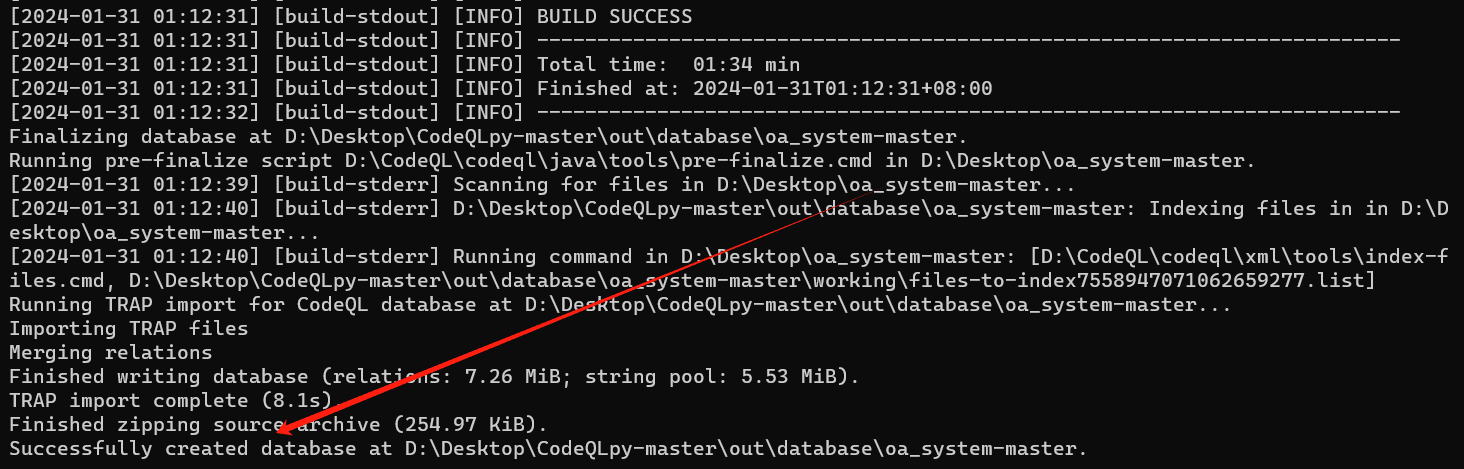 [2024-01-31 01:12:31] [build-stdout] [INFO] BUILD SUCCESS
[2024-01-31 01:12:31] [build-stdout] [INFO] ------------------------------------------------------------------------
[2024-01-31 01:12:31] [build-stdout] [INFO] Total time:  01:34 min
[2024-01-31 01:12:31] [build-stdout] [INFO] Finished at: 2024-01-31T01:12:31+08:00
[2024-01-31 01:12:32] [build-stdout] [INFO] ------------------------------------------------------------------------
Finalizing database at D:\Desktop\CodeQLpy-master\out\database\oa_system-master.
Running pre-finalize script D:\CodeQL\codeql\java\tools\pre-finalize.cmd in D:\Desktop\oa_system-master.
[2024-01-31 01:12:39] [build-stderr] Scanning for files in D:\Desktop\oa_system-master...
[2024-01-31 01:12:40] [build-stderr] D:\Desktop\CodeQLpy-master\out\database\oa_system-master: Indexing files in in D:\D
esktop\oa_system-master...
[2024-01-31 01:12:40] [build-stderr] Running command in D:\Desktop\oa_system-master: [D:\CodeQL\codeql\xml\tools\index-f
iles.cmd, D:\Desktop\CodeQLpy-master\out\database\oa_system-master\working\files-to-index7558947071062659277.list]
Running TRAP import for CodeQL database at D:\Desktop\CodeQLpy-master\out\database\oa_system-master...
Importing TRAP files
Merging relations
Finished writing database (relations: 7.26 MiB; string pool: 5.53 MiB).
TRAP import complete (8.1s).
Finished zipping source archive (254.97 KiB).
Successfully created database at D:\Desktop\CodeQLpy-master\out\database\oa_system-master.